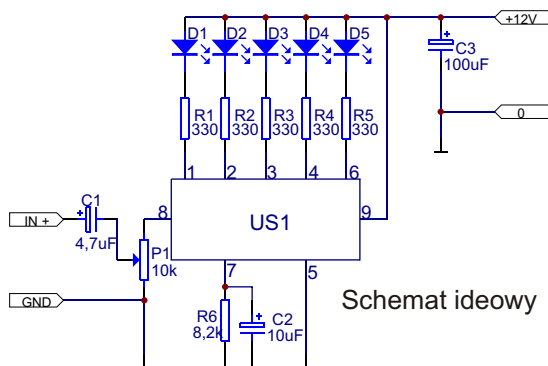 D1 D2 D3 D4 D5
+12V
C3
100uF
0
R1 R2 R3 R4 R5
330 330 330 330 330
1 2 3 4 6
C1
IN +
4,7uF
8
US1
9
P1
10k
7
5
GND
Schemat ideowy
R6
8,2k
C2
10uF